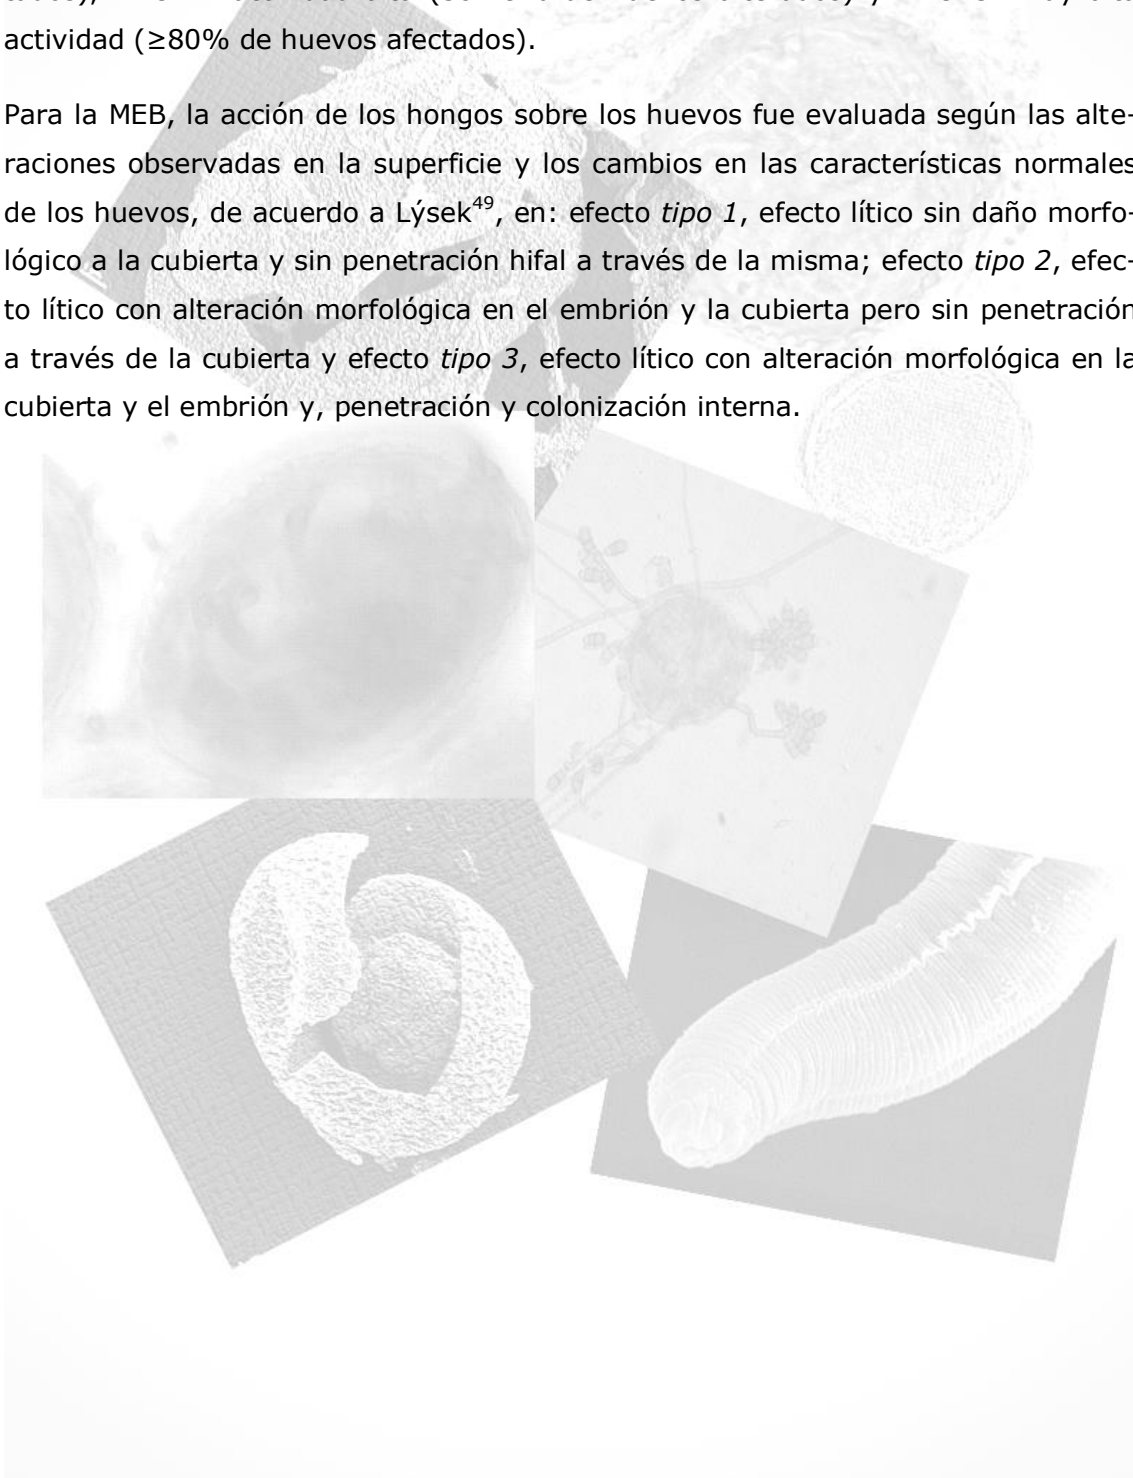 actividad (≥80% de huevos afectados).
Para la MEB, la acción de los hongos sobre los huevos fue evaluada según las alte-
raciones observadas en la superficie y los cambios en las características normales
de los huevos, de acuerdo a Lýsek49, en: efecto tipo 1, efecto lítico sin daño morfo-
lógico a la cubierta y sin penetración hifal a través de la misma; efecto tipo 2, efec-
to lítico con alteración morfológica en el embrión y la cubierta pero sin penetración
a través de la cubierta y efecto tipo 3, efecto lítico con alteración morfológica en la
cubierta y el embrión y, penetración y colonización interna.